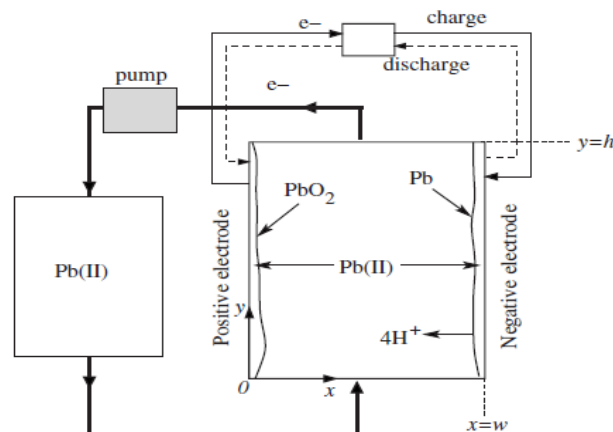 e−
charge
discharge
pump
e−
y=h
PbO2
Pb
Pb(II)
Pb(II)
Positive electrode
Negative electrode
y
4H+
0
x
x=w